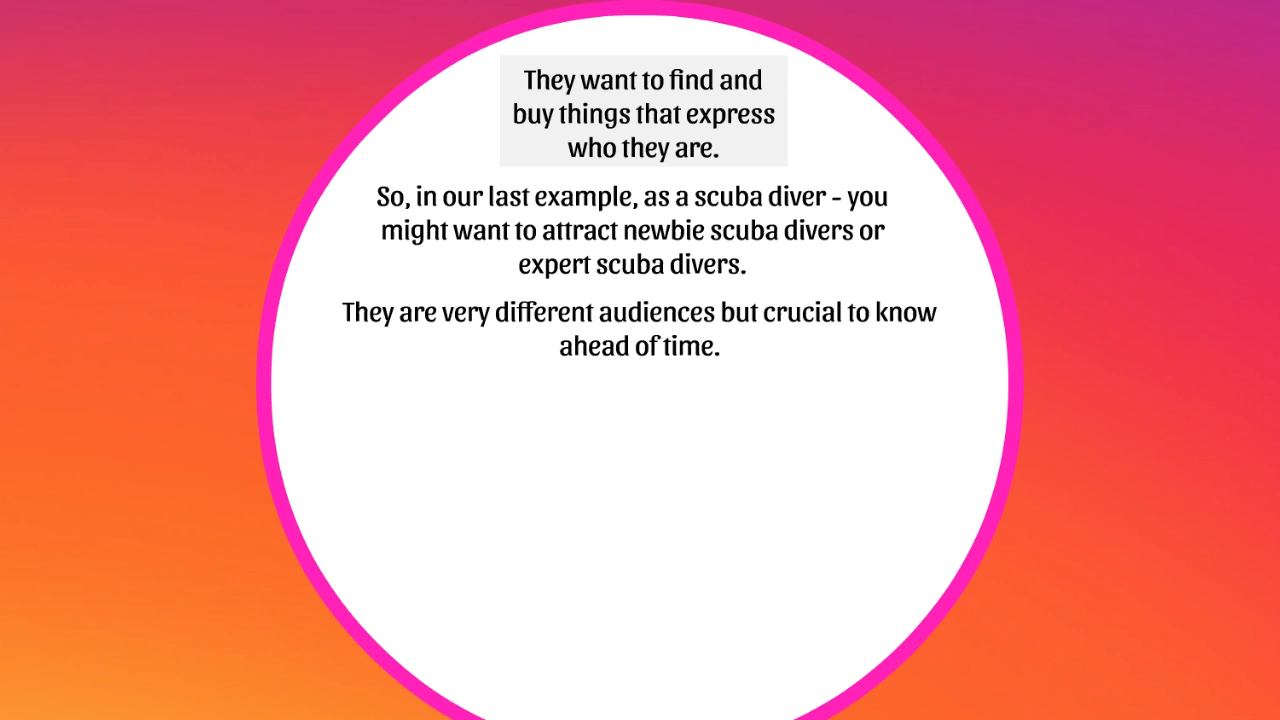 They want to find and
buy things that express
who they are.
So, in our last example, as a scuba diver - you
might want to attract newbie scuba divers or
expert scuba divers.
They are very different audiences but crucial to know
ahead of time.